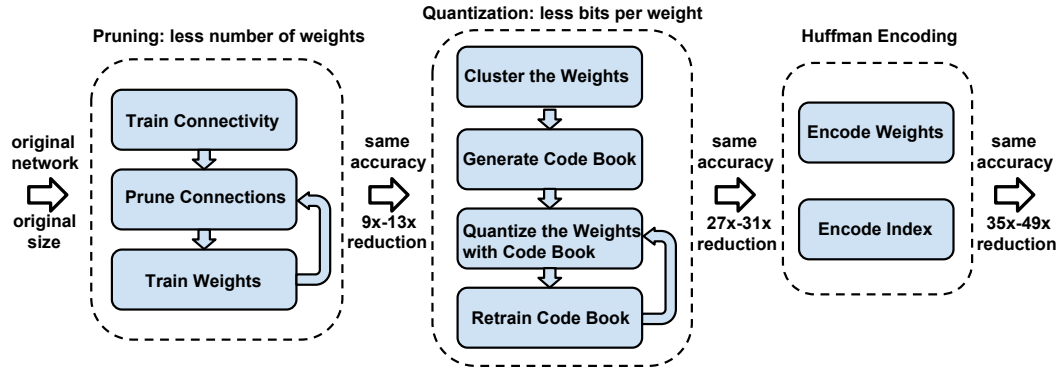 Pruning: less number of weights
Train Connectivity
Prune Connections
Train Weights
original
network
original
size
same
accuracy
9x-13x
reduction
Quantization: less bits per weight
Cluster the Weights
Generate Code Book
Quantize the Weights
with Code Book
Retrain Code Book
same
accuracy
27x-31x
reduction
Huffman Encoding
Encode Weights
Encode Index
same
accuracy
35x-49x
reduction